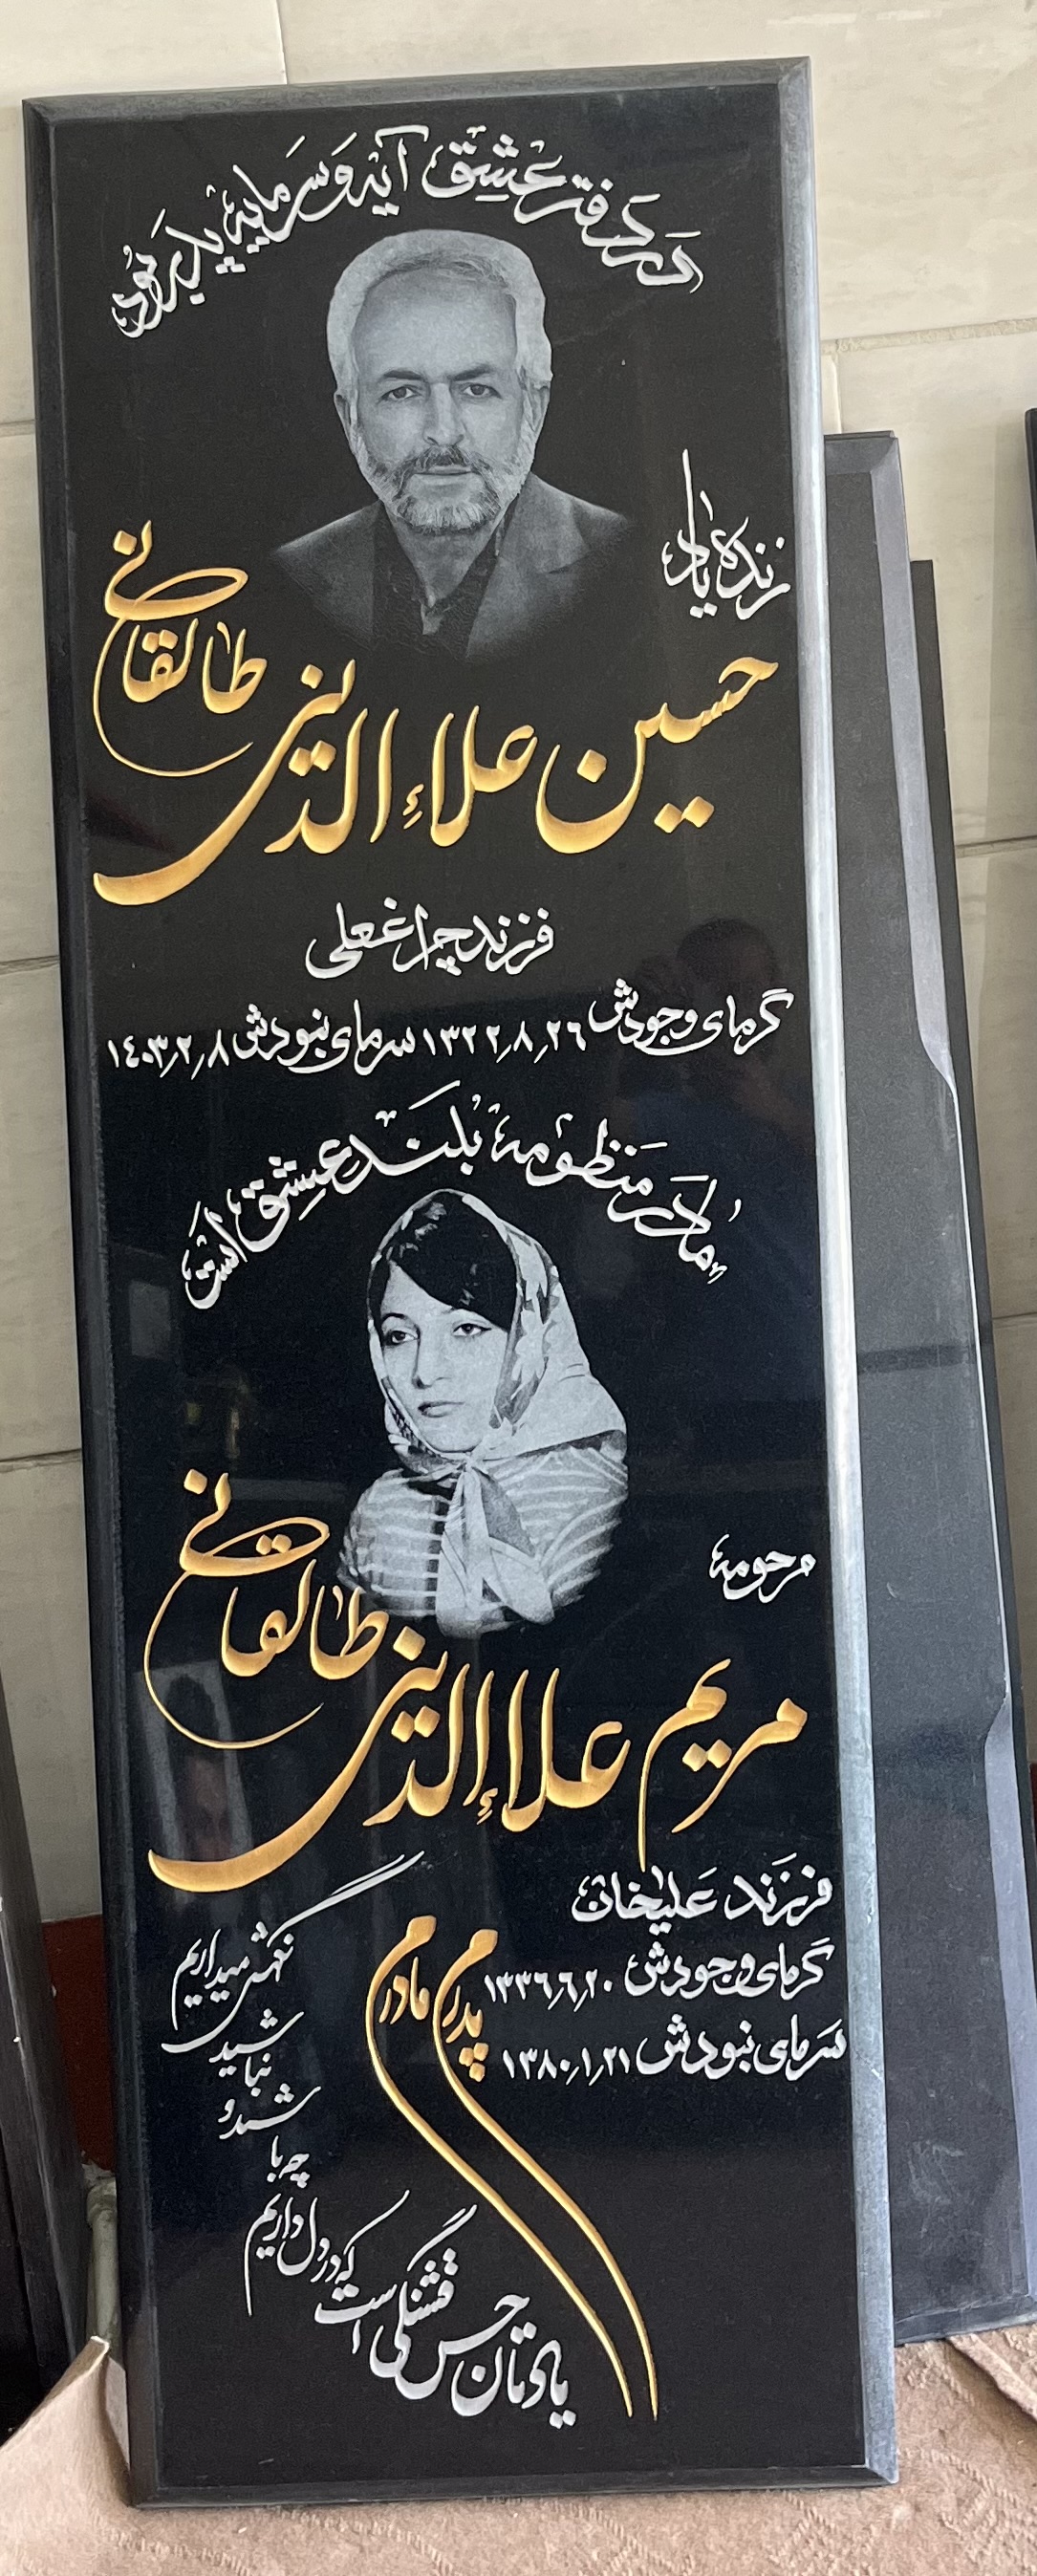 در دفتر عشق آیه و سرمایه پدر بود
زنده یاد
حسین علاءالدینی طالقانی
فرزند چراغعلی
گرمای وجودش ۱۳۲۲٫۸٫۲۶ سرمای نبودش ۱۴۰۳٫۲٫۸
مادر منظومه بلند عشق است
مرحومه
مریم علاءالدینی طالقانی
فرزند علیخان
گرمای وجودش ۱۳۳۶٫۶٫۲۰
سرمای نبودش ۱۳۸۰٫۱٫۲۱
پدرم مادرم
یادتان حس قشنگی است که در دل داریم
چه باشید و نباشید نگهش میداریم